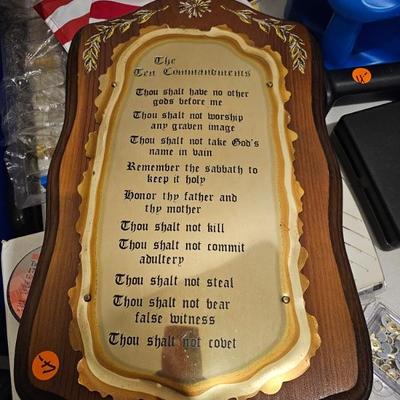 The
Ten Commandments
Thou shalt have no other
gods before me
Thou shalt not worship
any graven image
Thou shalt not take God's
name in vain
Remember the sabbath to
keep it holy
Honor thy father and
thy mother
Thou shalt not kill
Thou shalt not commit
adultery
Thou shalt not steal
Thou shalt not bear
false witness
Thou shalt not covet